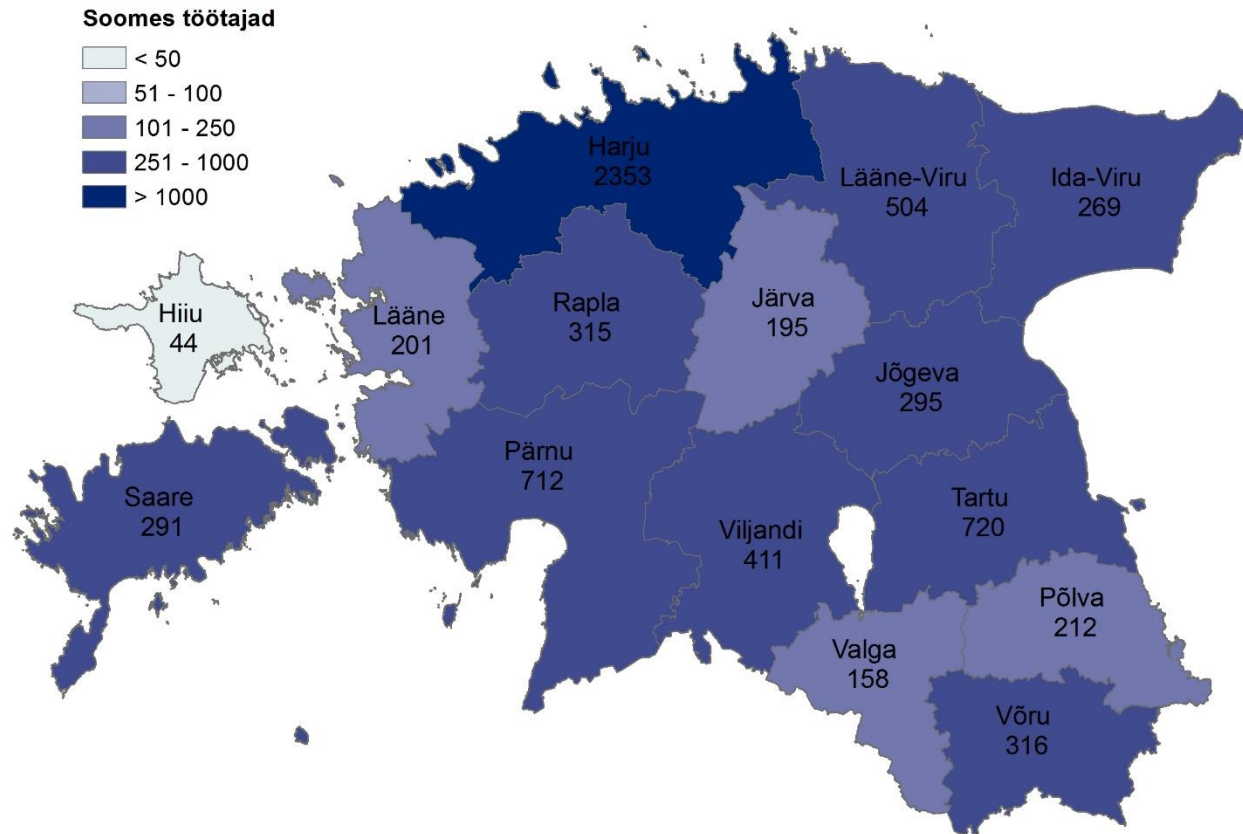 Soomes töötajad
< 50
51 - 100
101 - 250
251 - 1000
> 1000
Harju
2353
Lääne-Viru
504
Ida-Viru
269
Hiiu
44
Lääne
201
Rapla
315
Järva
195
Jõgeva
295
Saare
291
Pärnu
712
Viljandi
411
Tartu
720
Põlva
212
Valga
158
Võru
316